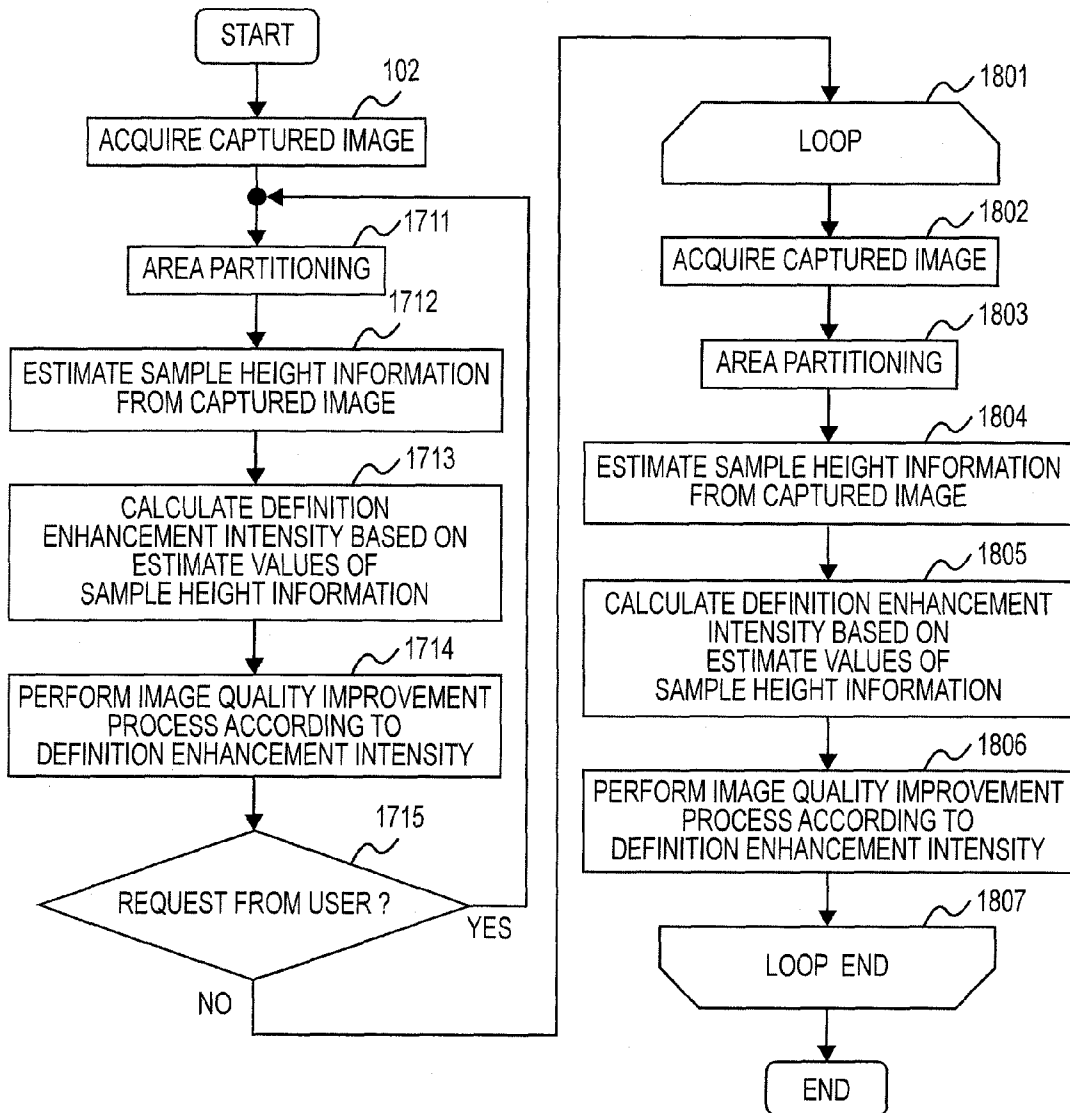 START
102
ACQUIRE CAPTURED IMAGE
1711
AREA PARTITIONING
1712
ESTIMATE SAMPLE HEIGHT INFORMATION
FROM CAPTURED IMAGE
1713
CALCULATE DEFINITION
ENHANCEMENT INTENSITY BASED ON
ESTIMATE VALUES OF
SAMPLE HEIGHT INFORMATION
1714
PERFORM IMAGE QUALITY IMPROVEMENT
PROCESS ACCORDING TO
DEFINITION ENHANCEMENT INTENSITY
1715
REQUEST FROM USER ?
YES
NO
1801
LOOP
1802
ACQUIRE CAPTURED IMAGE
1803
AREA PARTITIONING
1804
ESTIMATE SAMPLE HEIGHT INFORMATION
FROM CAPTURED IMAGE
1805
CALCULATE DEFINITION ENHANCEMENT
INTENSITY BASED ON
ESTIMATE VALUES OF
SAMPLE HEIGHT INFORMATION
1806
PERFORM IMAGE QUALITY IMPROVEMENT
PROCESS ACCORDING TO
DEFINITION ENHANCEMENT INTENSITY
1807
LOOP END
END